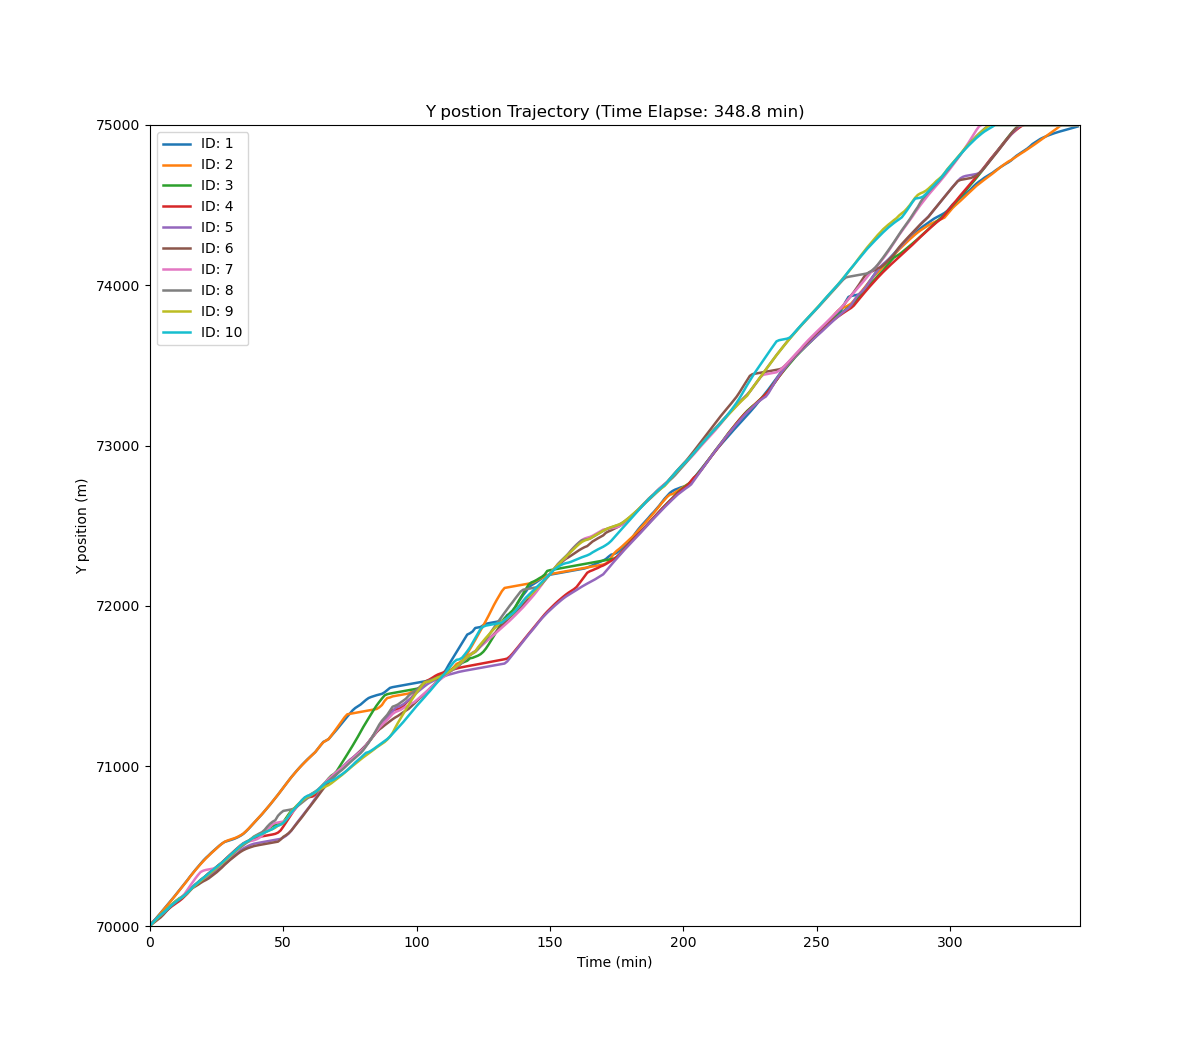 Y postion Trajectory (Time Elapse: 348.8 min)
75000
ID: 1
ID: 2
ID: 3
ID: 4
ID: 5
ID: 6
ID: 7
ID: 8
ID: 9
ID: 10
74000
73000
72000
71000
70000
Y position (m)
0 50 100 150 200 250 300
Time (min)